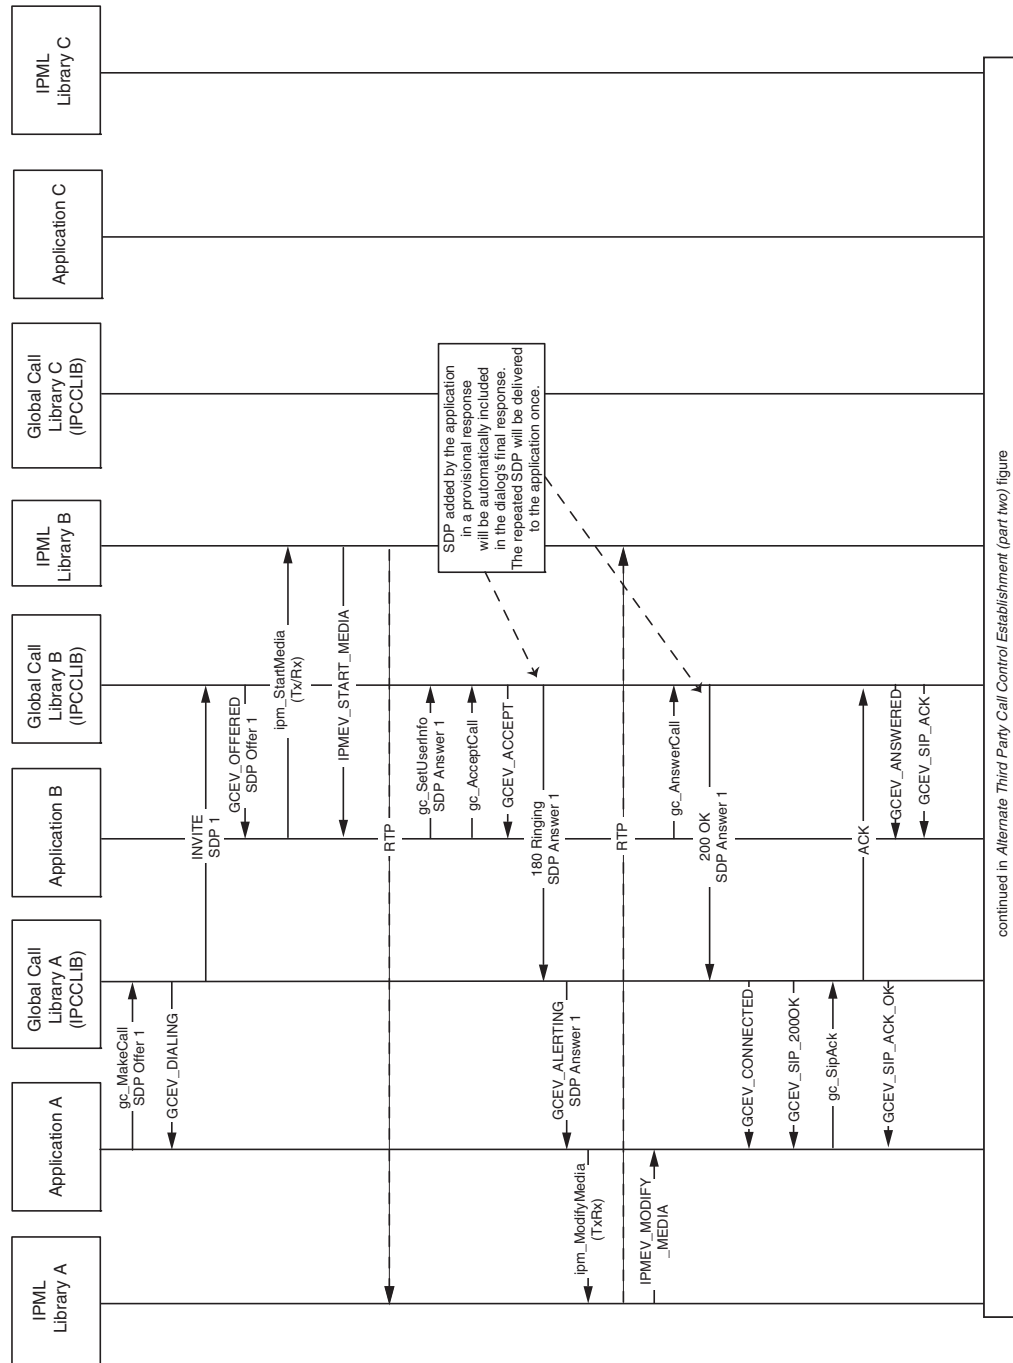 IPML
Library A
Application A
Global Call
Library A
(IPCCLIB)
Application B
Global Call
Library B
(IPCCLIB)
IPML
Library B
Global Call
Library C
(IPCCLIB)
Application C
IPML
Library C
gc_MakeCall
SDP Offer 1
GCEV_DIALING
INVITE
SDP 1
GCEV_OFFERED
SDP Offer 1
ipm_StartMedia
(Tx/Rx)
IPMEV_START_MEDIA
RTP
gc_SetUserInfo
SDP Answer 1
gc_AcceptCall
GCEV_ACCEPT
SDP added by the application
in a provisional response
will be automatically included
in the dialog's final response.
The repeated SDP will be delivered
to the application once.
180 Ringing
SDP Answer 1
GCEV_ALERTING
SDP Answer 1
ipm_ModifyMedia
(TxRx)
RTP
IPMEV_MODIFY
_MEDIA
gc_AnswerCall
200 OK
SDP Answer 1
GCEV_CONNECTED
GCEV_SIP_200OK
gc_SipAck
ACK
GCEV_SIP_ACK_OK
GCEV_ANSWERED
GCEV_SIP_ACK
continued in Alternate Third Party Call Control Establishment (part two) figure